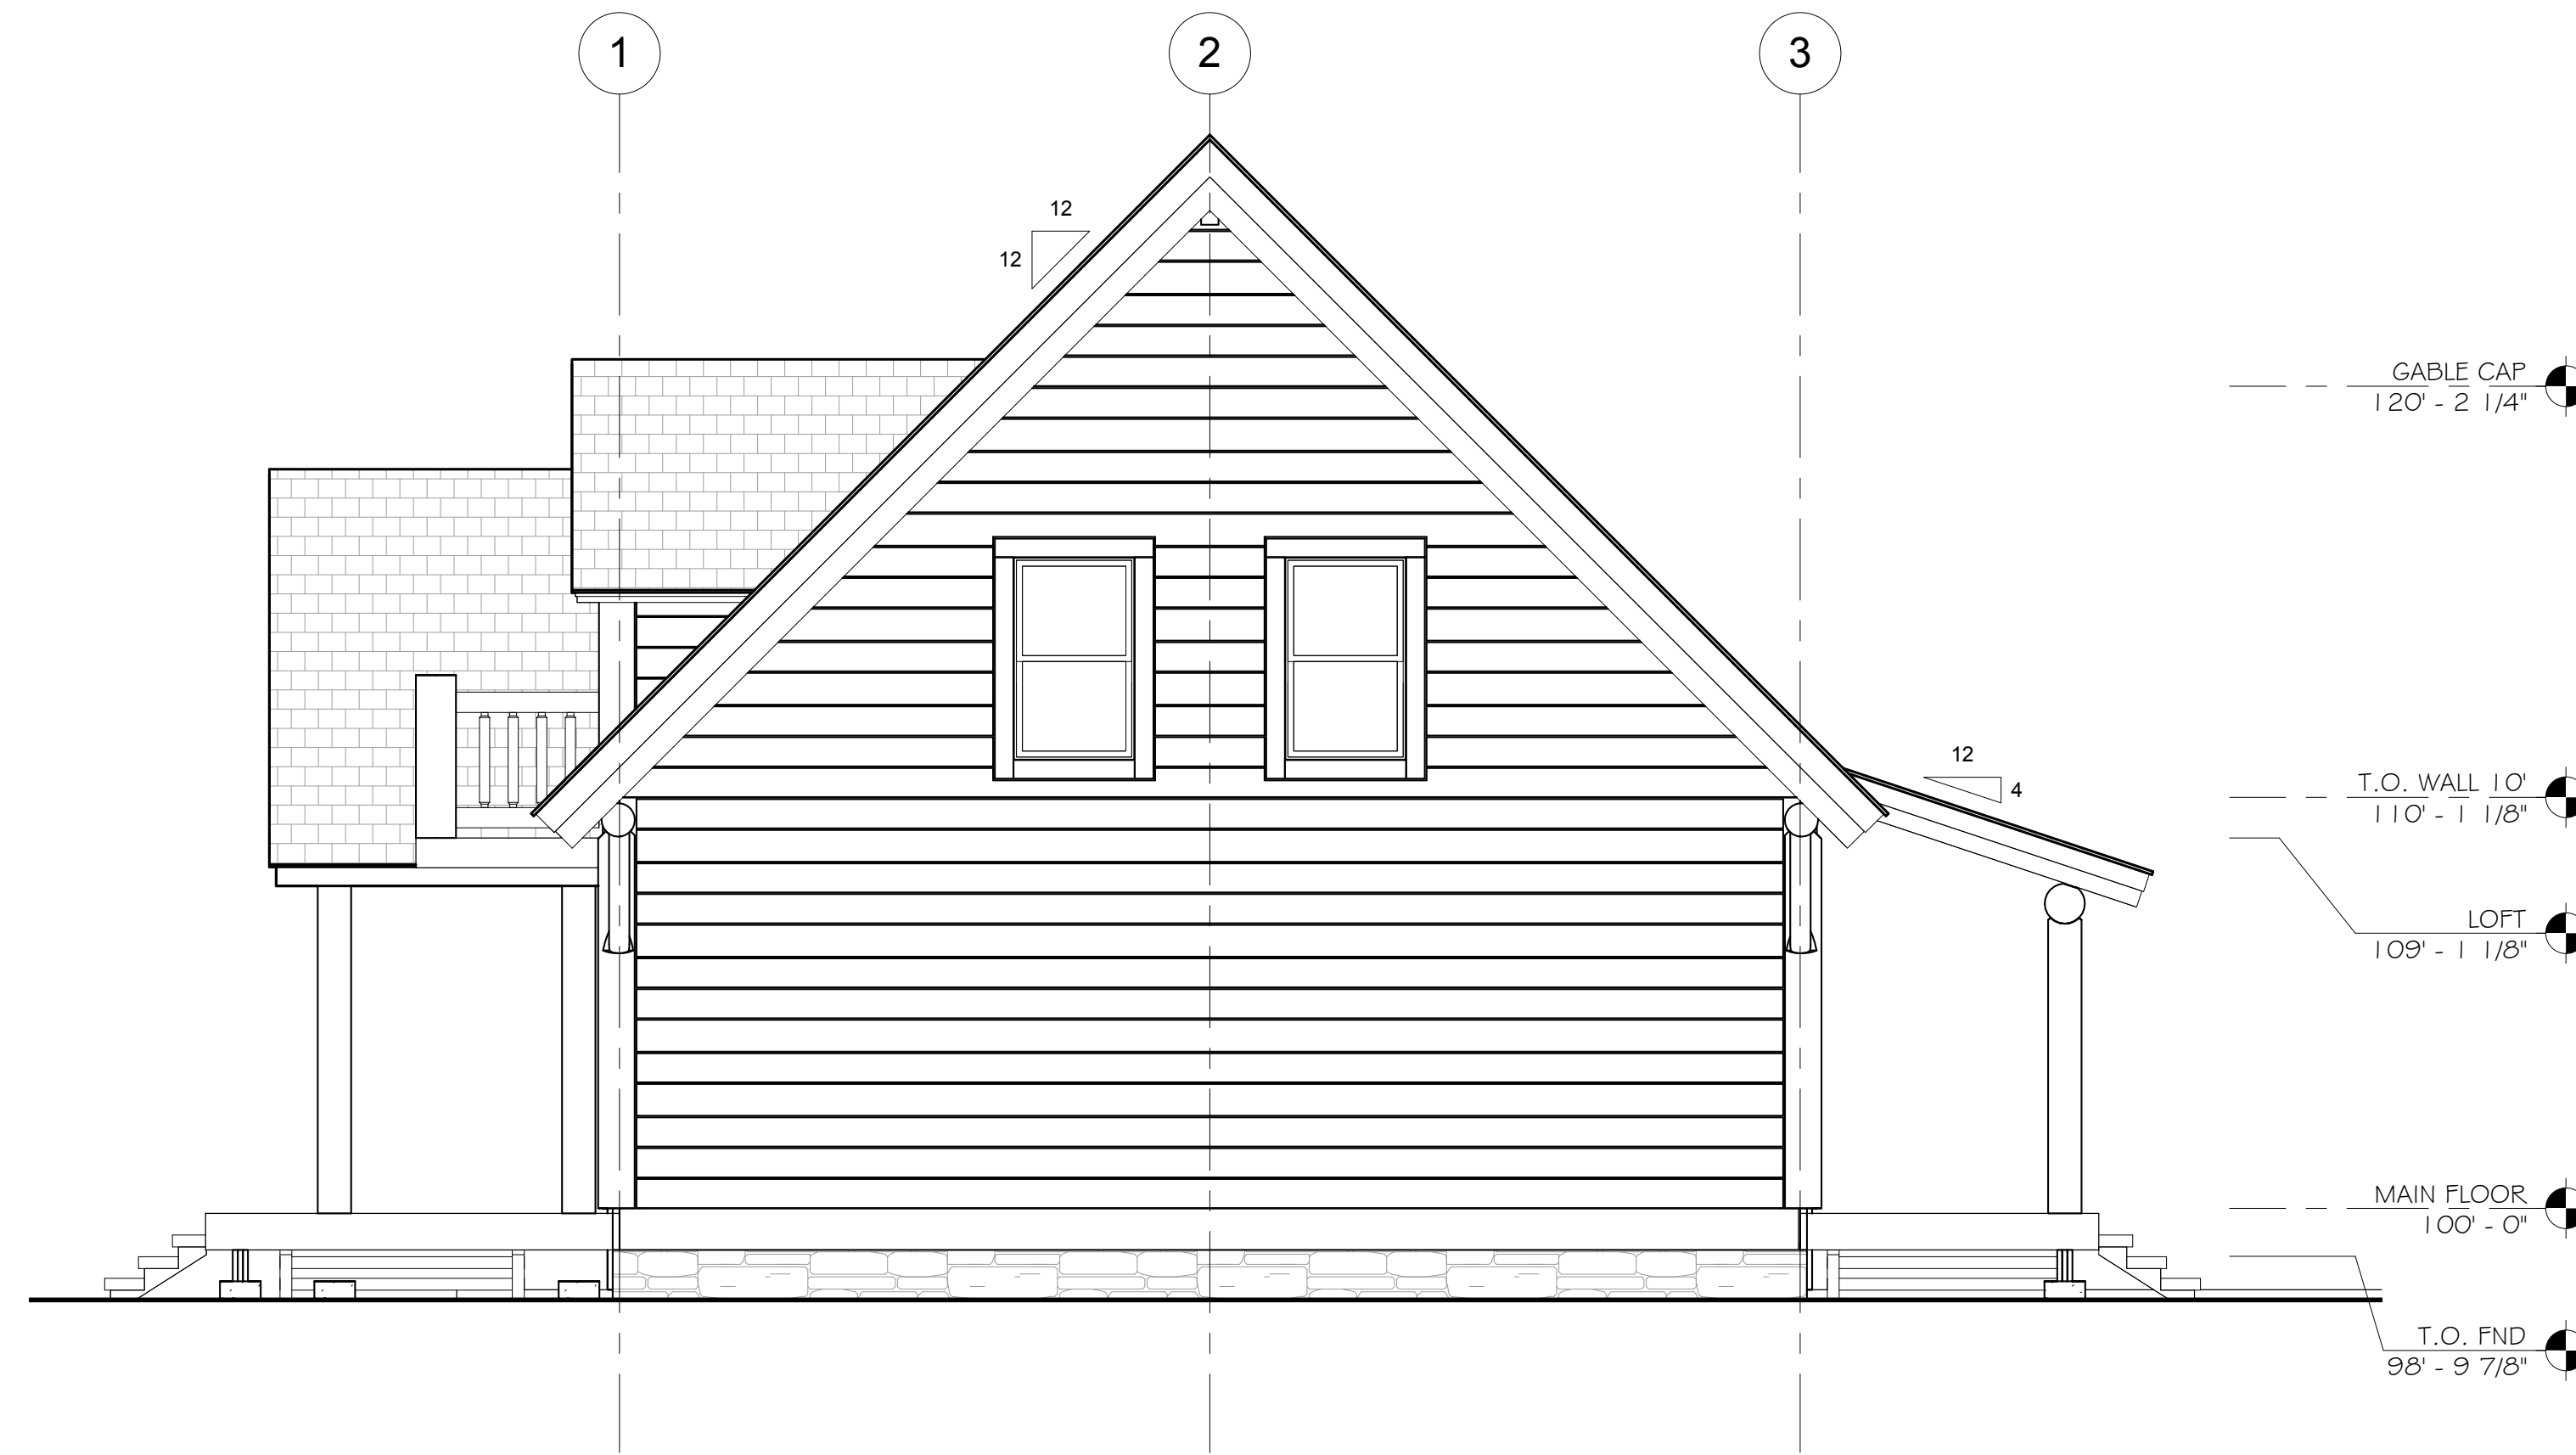 1
2
3
12
12
GABLE CAP
120' - 2 1/4"
12
4
T.O. WALL 10'
110' - 1 1/8"
LOFT
109' - 1 1/8"
MAIN FLOOR
100' - 0"
T.O. FND
98' - 9 7/8"